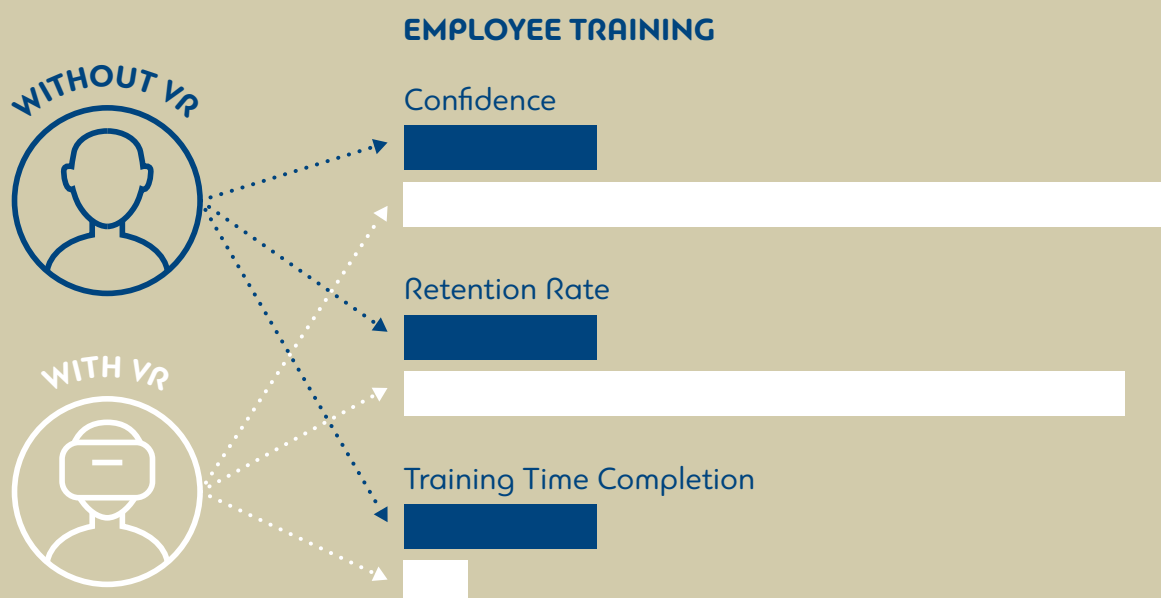 EMPLOYEE TRAINING
WITHOUT VR
Confidence
Retention Rate
WITH VR
Training Time Completion